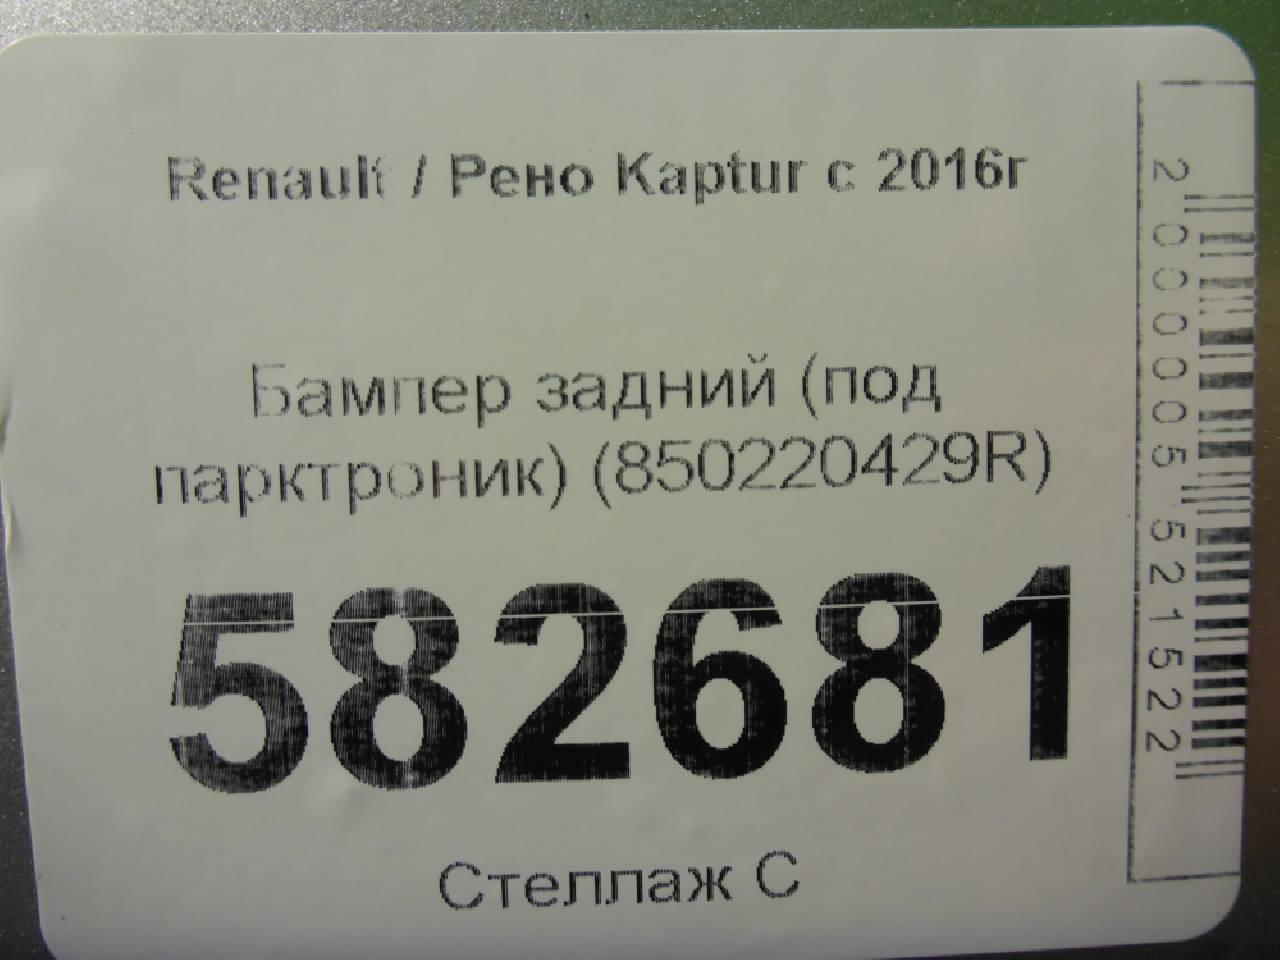 Renault / Рено Kaptur с 2016г
Бампер задний (под
парктроник) (850220429R)
582681
Стеллаж С
2000005521522